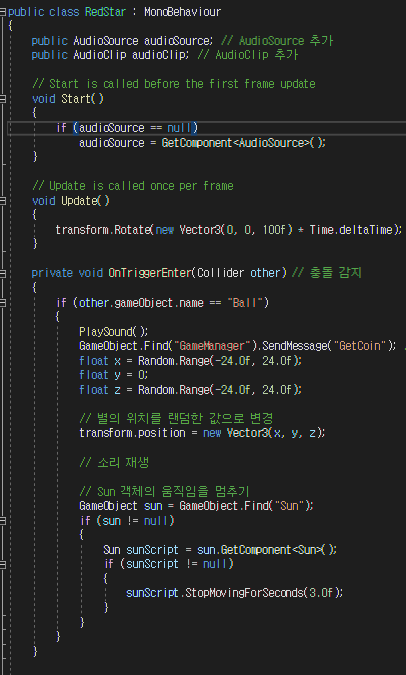 public class RedStar : MonoBehaviour
{
public AudioSource audioSource; // AudioSource 추가
public AudioClip audioClip; // AudioClip 추가
// Start is called before the first frame update
void Start()
{
if (audioSource == null)
audioSource = GetComponent<AudioSource>();
}
// Update is called once per frame
void Update()
{
transform.Rotate(new Vector3(0, 0, 100f) * Time.deltaTime);
}
private void OnTriggerEnter(Collider other) // 충돌 감지
{
if (other.gameObject.name == "Ball")
{
PlaySound();
GameObject.Find("GameManager").SendMessage("GetCoin");
float x = Random.Range(-24.0f, 24.0f);
float y = 0;
float z = Random.Range(-24.0f, 24.0f);
// 별의 위치를 랜덤한 값으로 변경
transform.position = new Vector3(x, y, z);
// 소리 재생
// Sun 객체의 움직임을 멈추기
GameObject sun = GameObject.Find("Sun");
if (sun != null)
{
Sun sunScript = sun.GetComponent<Sun>();
if (sunScript != null)
{
sunScript.StopMovingForSeconds(3.0f);
}
}
}
}